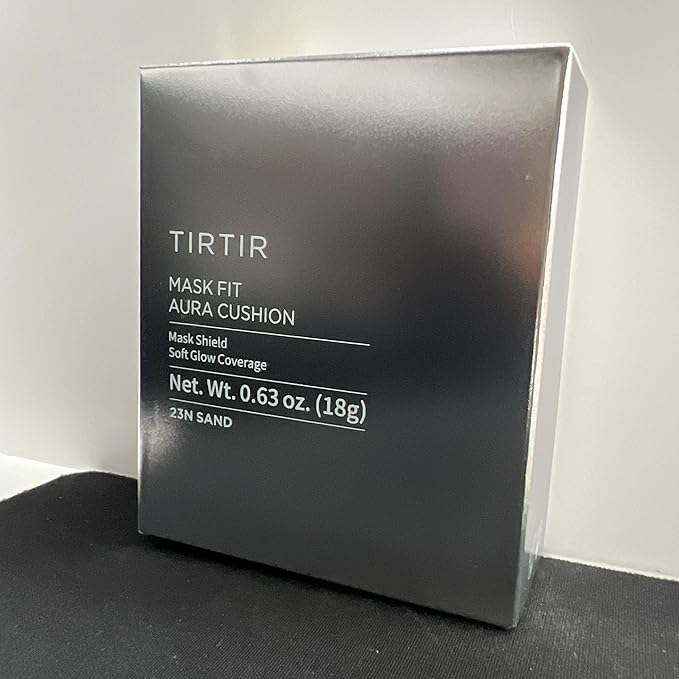 TIRTIR
MASK FIT
AURA CUSHION
Mask Shield
Soft Glow Coverage
Net. Wt. 0.63 oz. (18g)
23N SAND